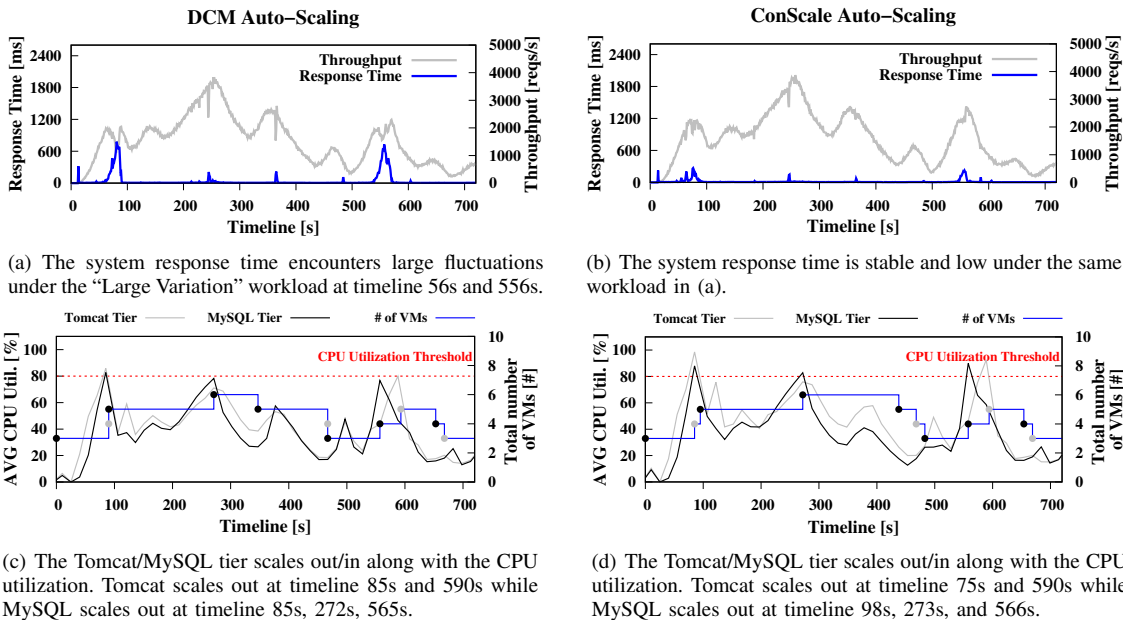 DCM Auto−Scaling
Response Time [ms]
2400
1800
1200
600
0
Throughput
Response Time
5000
4000
3000
2000
1000
0
Throughput [reqs/s]
0 100 200 300 400 500 600 700
Timeline [s]
(a) The system response time encounters large fluctuations
under the “Large Variation” workload at timeline 56s and 556s.
ConScale Auto−Scaling
Response Time [ms]
2400
1800
1200
600
0
Throughput
Response Time
5000
4000
3000
2000
1000
0
Throughput [reqs/s]
0 100 200 300 400 500 600 700
Timeline [s]
(b) The system response time is stable and low under the same
workload in (a).
Tomcat Tier MySQL Tier # of VMs
AVG CPU Util. [%]
100
80
60
40
20
0
CPU Utilization Threshold
10
8
6
4
2
0
Total number
of VMs [#]
0 100 200 300 400 500 600 700
Timeline [s]
(c) The Tomcat/MySQL tier scales out/in along with the CPU
utilization. Tomcat scales out at timeline 85s and 590s while
MySQL scales out at timeline 85s, 272s, 565s.
Tomcat Tier MySQL Tier # of VMs
AVG CPU Util. [%]
100
80
60
40
20
0
CPU Utilization Threshold
10
8
6
4
2
0
Total number
of VMs [#]
0 100 200 300 400 500 600 700
Timeline [s]
(d) The Tomcat/MySQL tier scales out/in along with the CPU
utilization. Tomcat scales out at timeline 75s and 590s while
MySQL scales out at timeline 98s, 273s, and 566s.